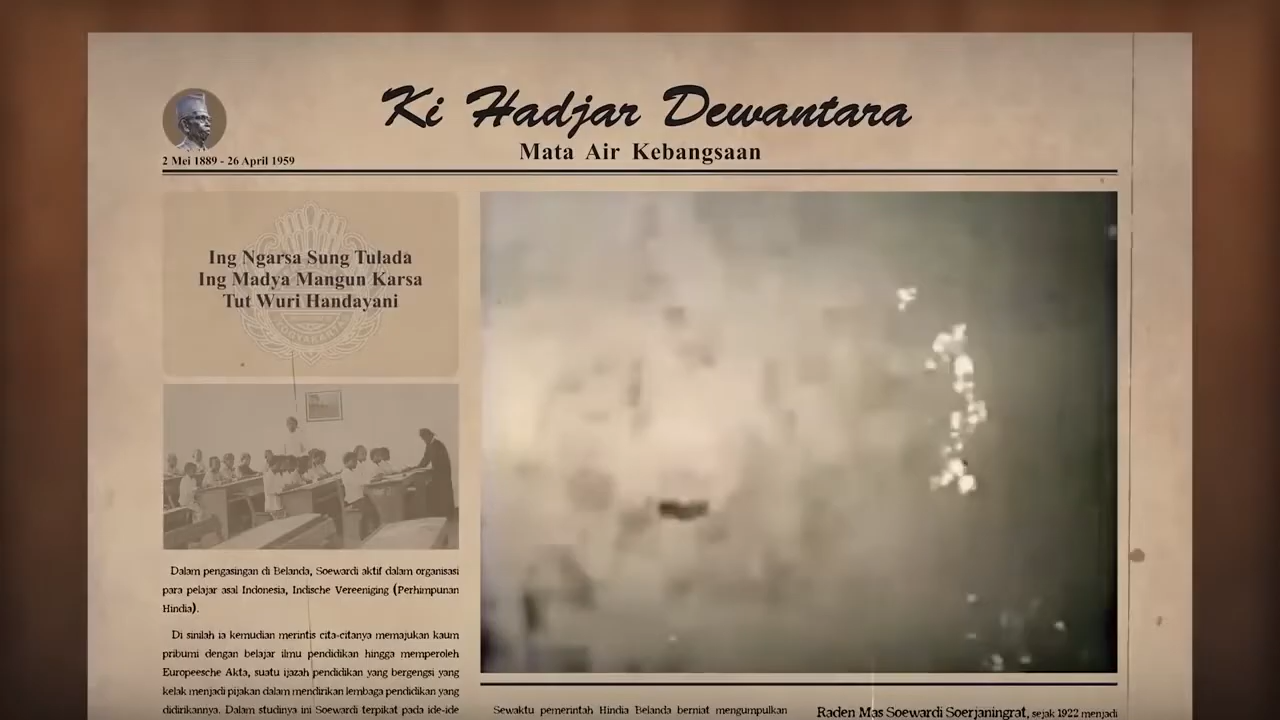 Ki Hadjar Dewantara
Mata Air Kebangsaan
2 Mei 1889 - 26 April 1959
Ing Ngarsa Sung Tulada
Ing Madya Mangun Karsa
Tut Wuri Handayani
Dalam pengasingan di Belanda, Soewardi aktif dalam organisasi
para pelajar asal Indonesia, Indische Vereeniging (Perhimpunan
Hindia).
Di sinilah ia kemudian merintis cita-citanya memajukan kaum
pribumi dengan belajar ilmu pendidikan hingga memperoleh
Europeesche Akta, suatu ijazah pendidikan yang bergengsi yang
kelak menjadi pijakan dalam mendirikan lembaga pendidikan yang
didirikannya. Dalam studinya ini Soewardi terpikat pada ide-ide
Sewaktu pemerintah Hindia Belanda berniat mengumpulkan
Raden Mas Soewardi Soerjaningrat, sejak 1922 menjadi